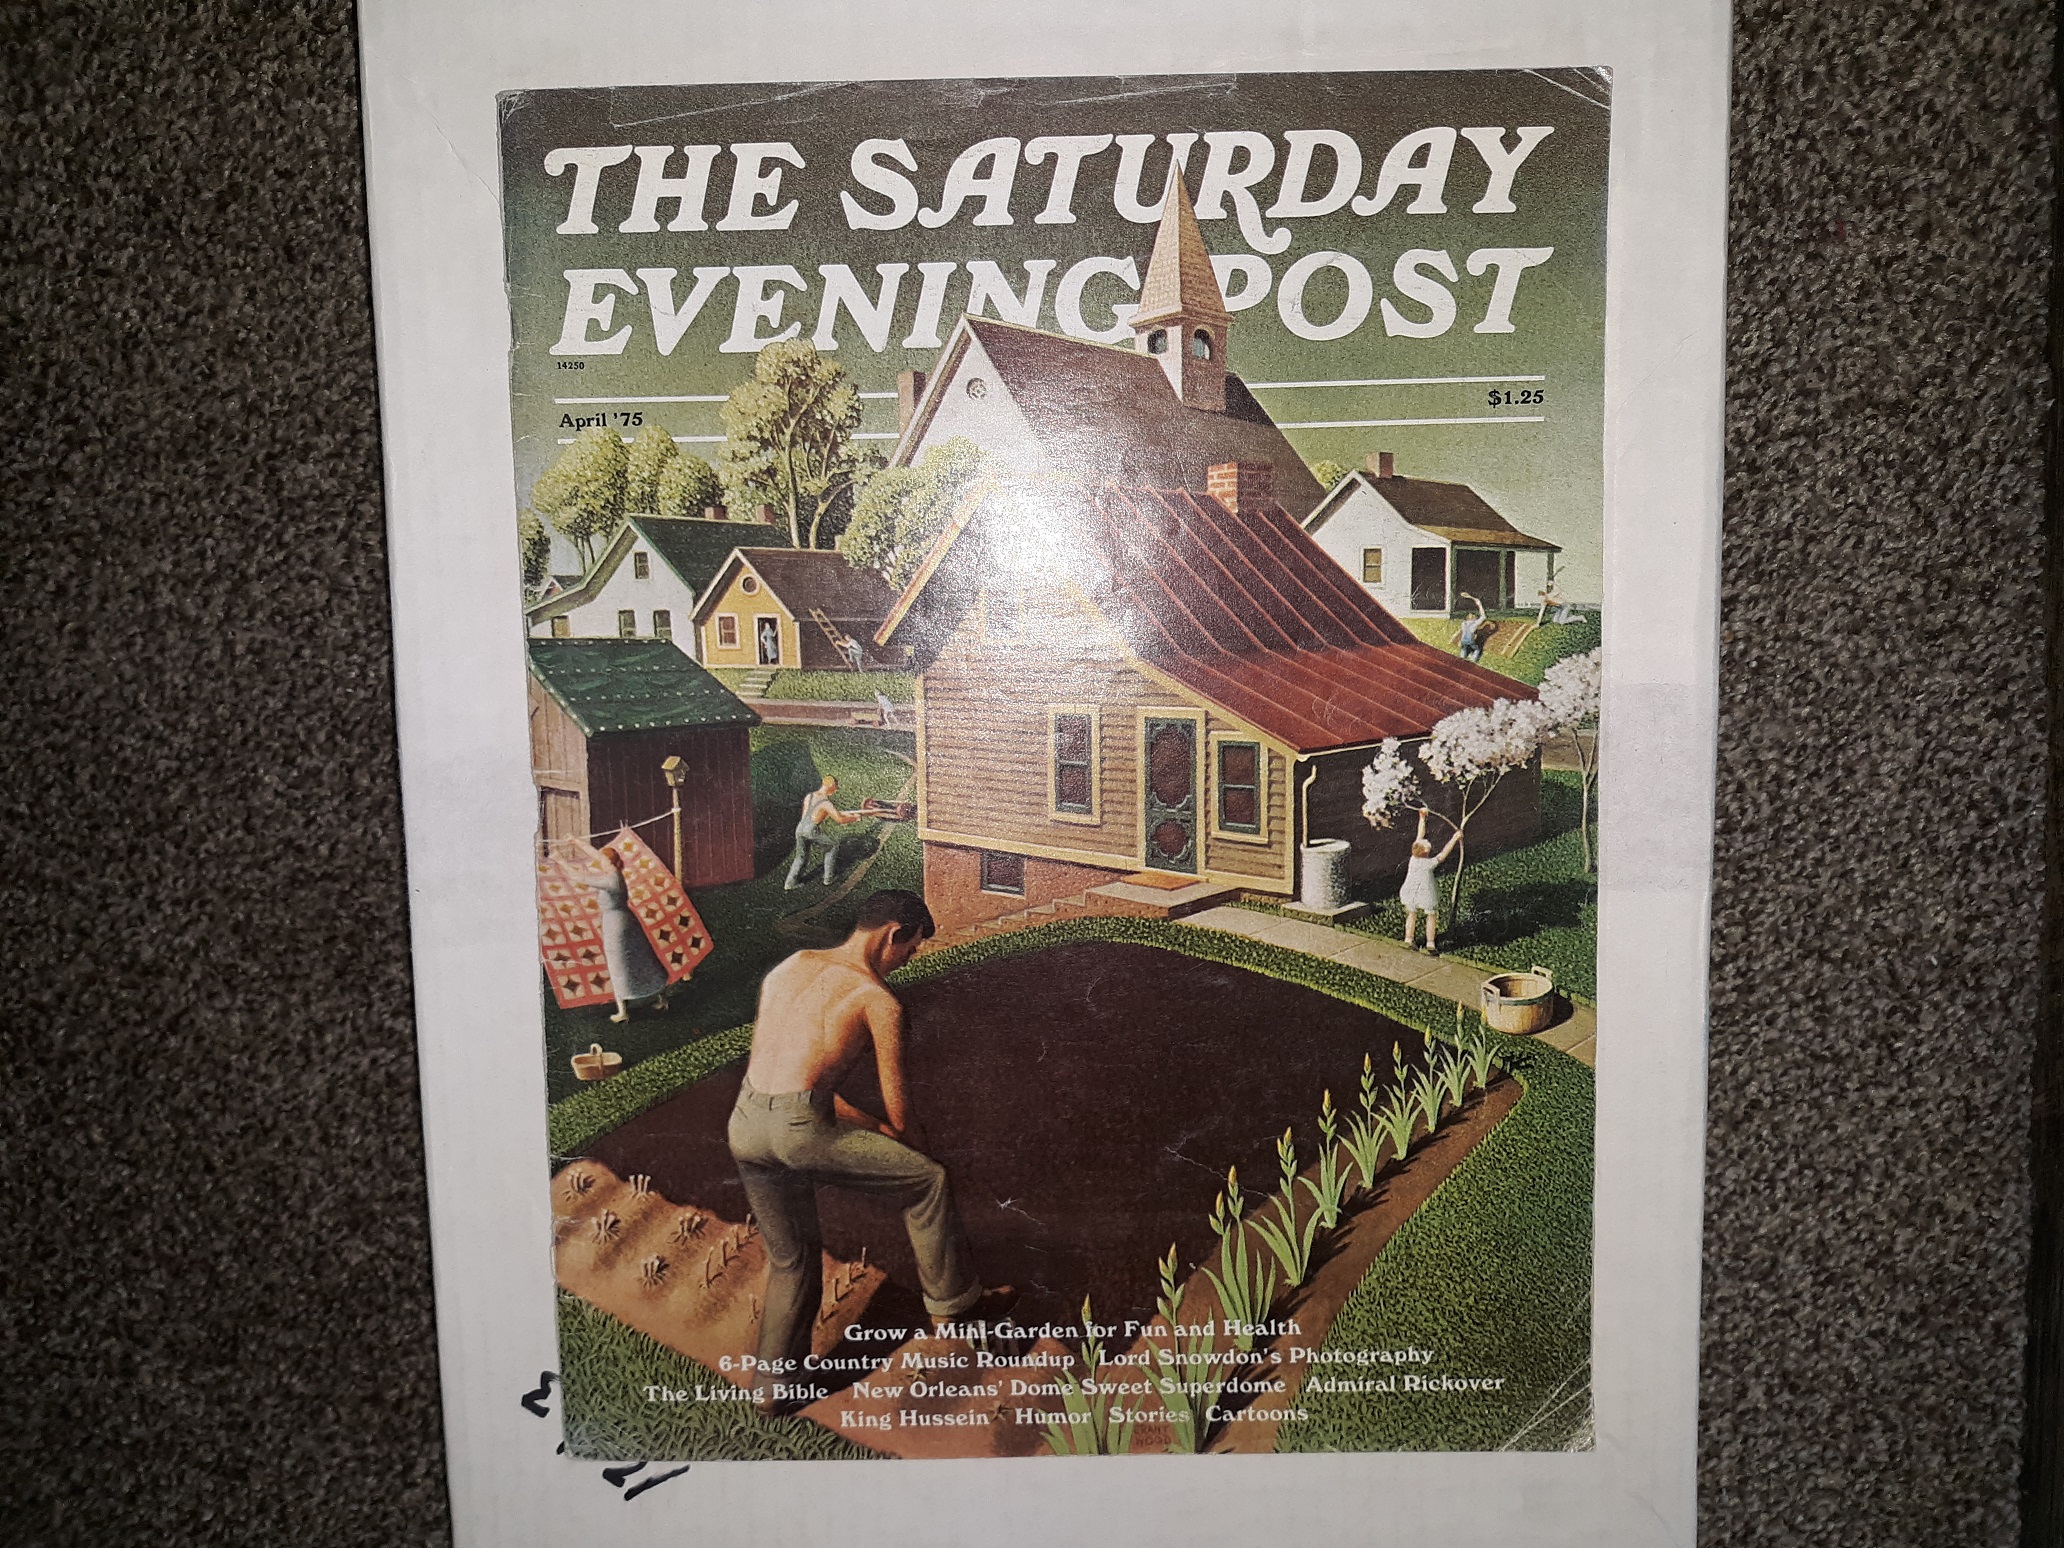 THE SATURDAY
EVENING POST
14250
April '75
$1.25
Grow a Mini-Garden for Fun and Health
6-Page Country Music Roundup Lord Snowdon's Photography
The Living Bible New Orleans' Dome Sweet Superdome Admiral Rickover
King Hussein Humor Stories Cartoons
GRANT
WOOD